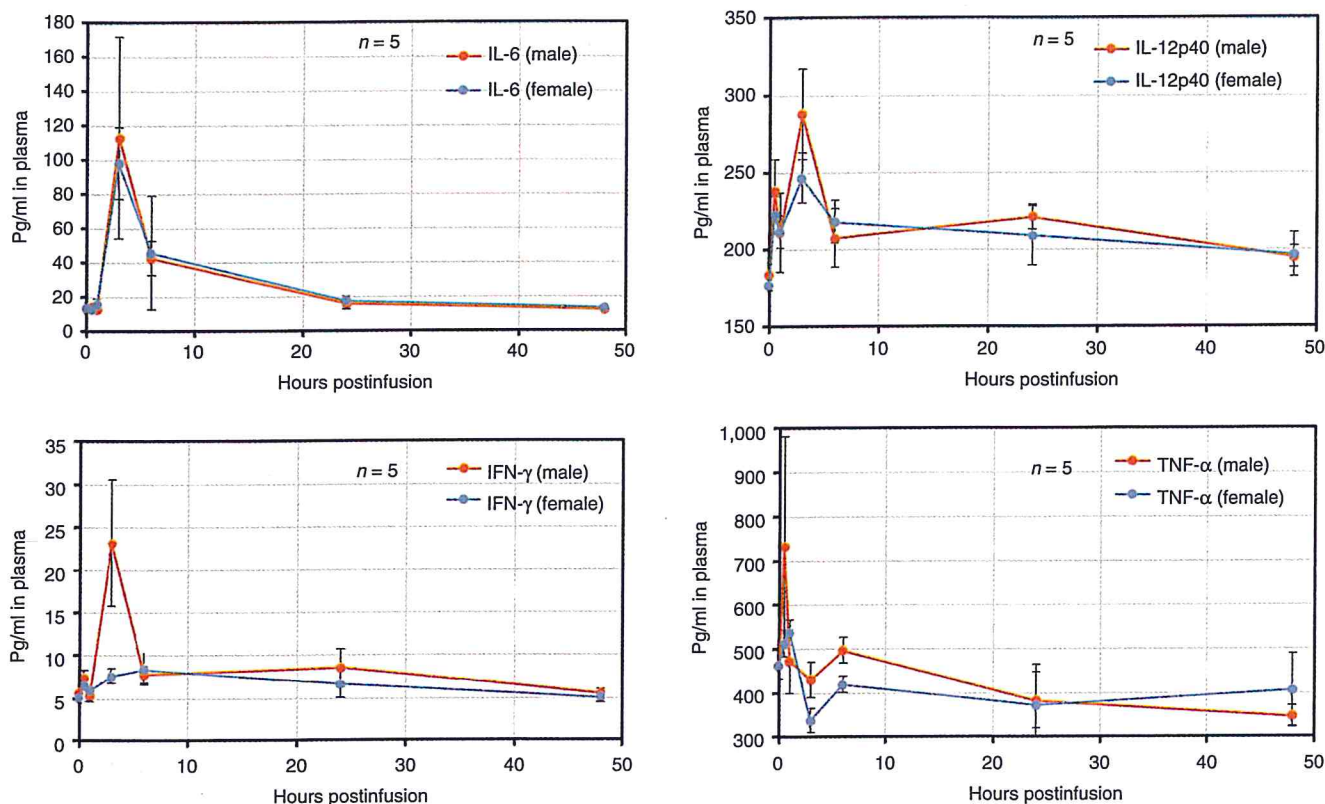 180
160
140
120
100
80
60
40
20
0
Pg/ml in plasma
n = 5
IL-6 (male)
IL-6 (female)
0 10 20 30 40 50
Hours postinfusion
350
300
250
200
150
Pg/ml in plasma
n = 5
IL-12p40 (male)
IL-12p40 (female)
0 10 20 30 40 50
Hours postinfusion
35
30
25
20
15
10
5
0
Pg/ml in plasma
n = 5
IFN-γ (male)
IFN-γ (female)
0 10 20 30 40 50
Hours postinfusion
1,000
900
800
700
600
500
400
300
Pg/ml in plasma
n = 5
TNF-α (male)
TNF-α (female)
0 10 20 30 40 50
Hours postinfusion